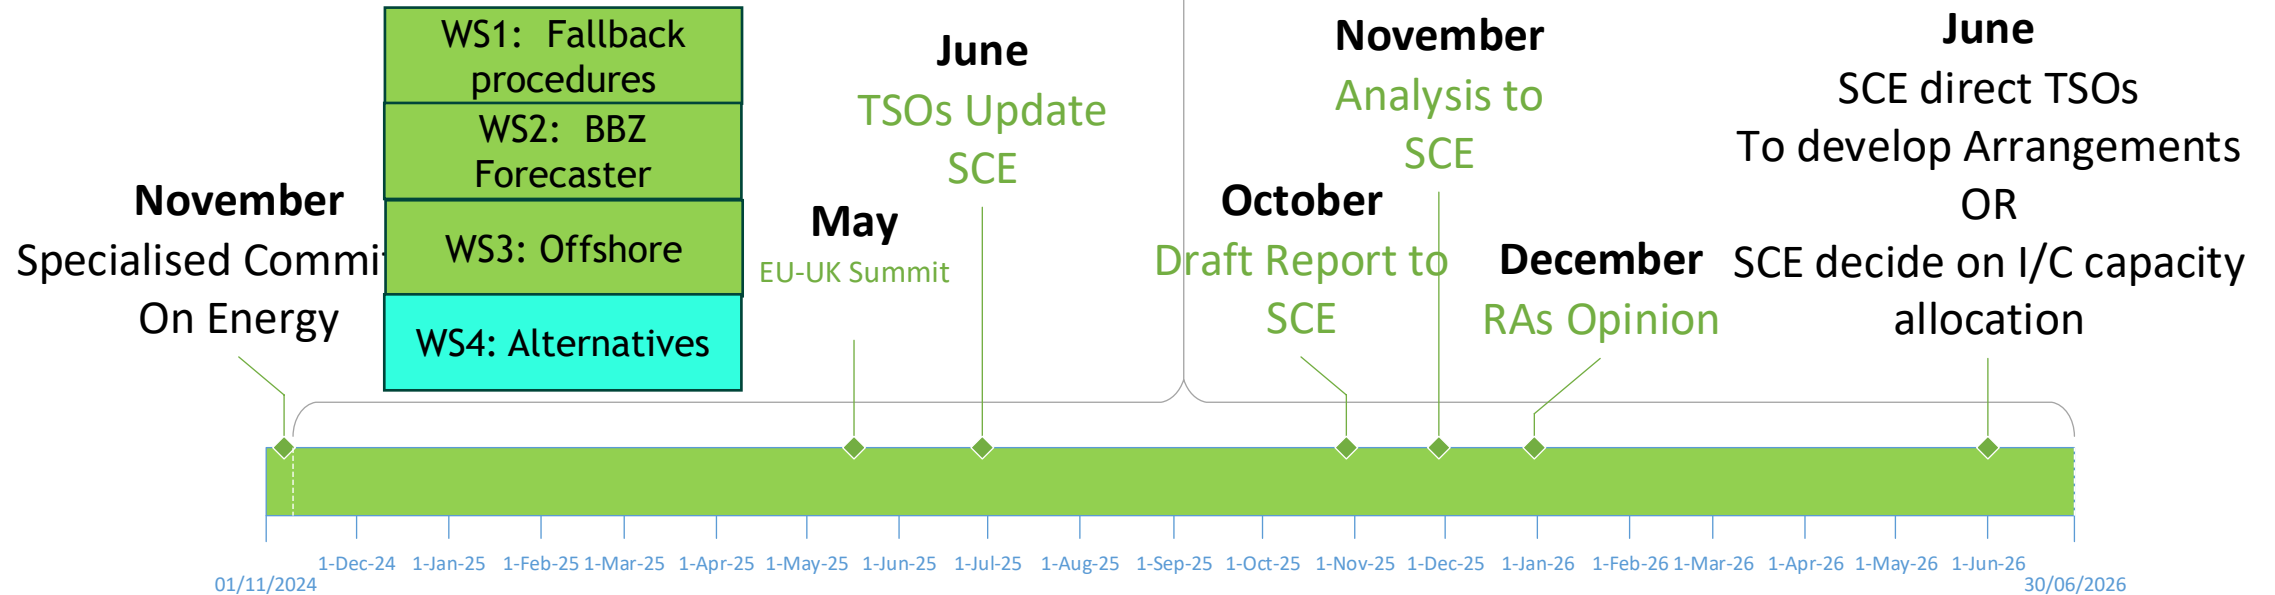 November
Specialised Commi
On Energy
WS1: Fallback
procedures
WS2: BBZ
Forecaster
WS3: Offshore
WS4: Alternatives
May
EU-UK Summit
June
TSOs Update
SCE
October
Draft Report to
SCE
November
Analysis to
SCE
December
RAs Opinion
June
SCE direct TSOs
To develop Arrangements
OR
SCE decide on I/C capacity
allocation
01/11/2024
1-Dec-24
1-Jan-25
1-Feb-25
1-Mar-25
1-Apr-25
1-May-25
1-Jun-25
1-Jul-25
1-Aug-25
1-Sep-25
1-Oct-25
1-Nov-25
1-Dec-25
1-Jan-26
1-Feb-26
1-Mar-26
1-Apr-26
1-May-26
1-Jun-26
30/06/2026